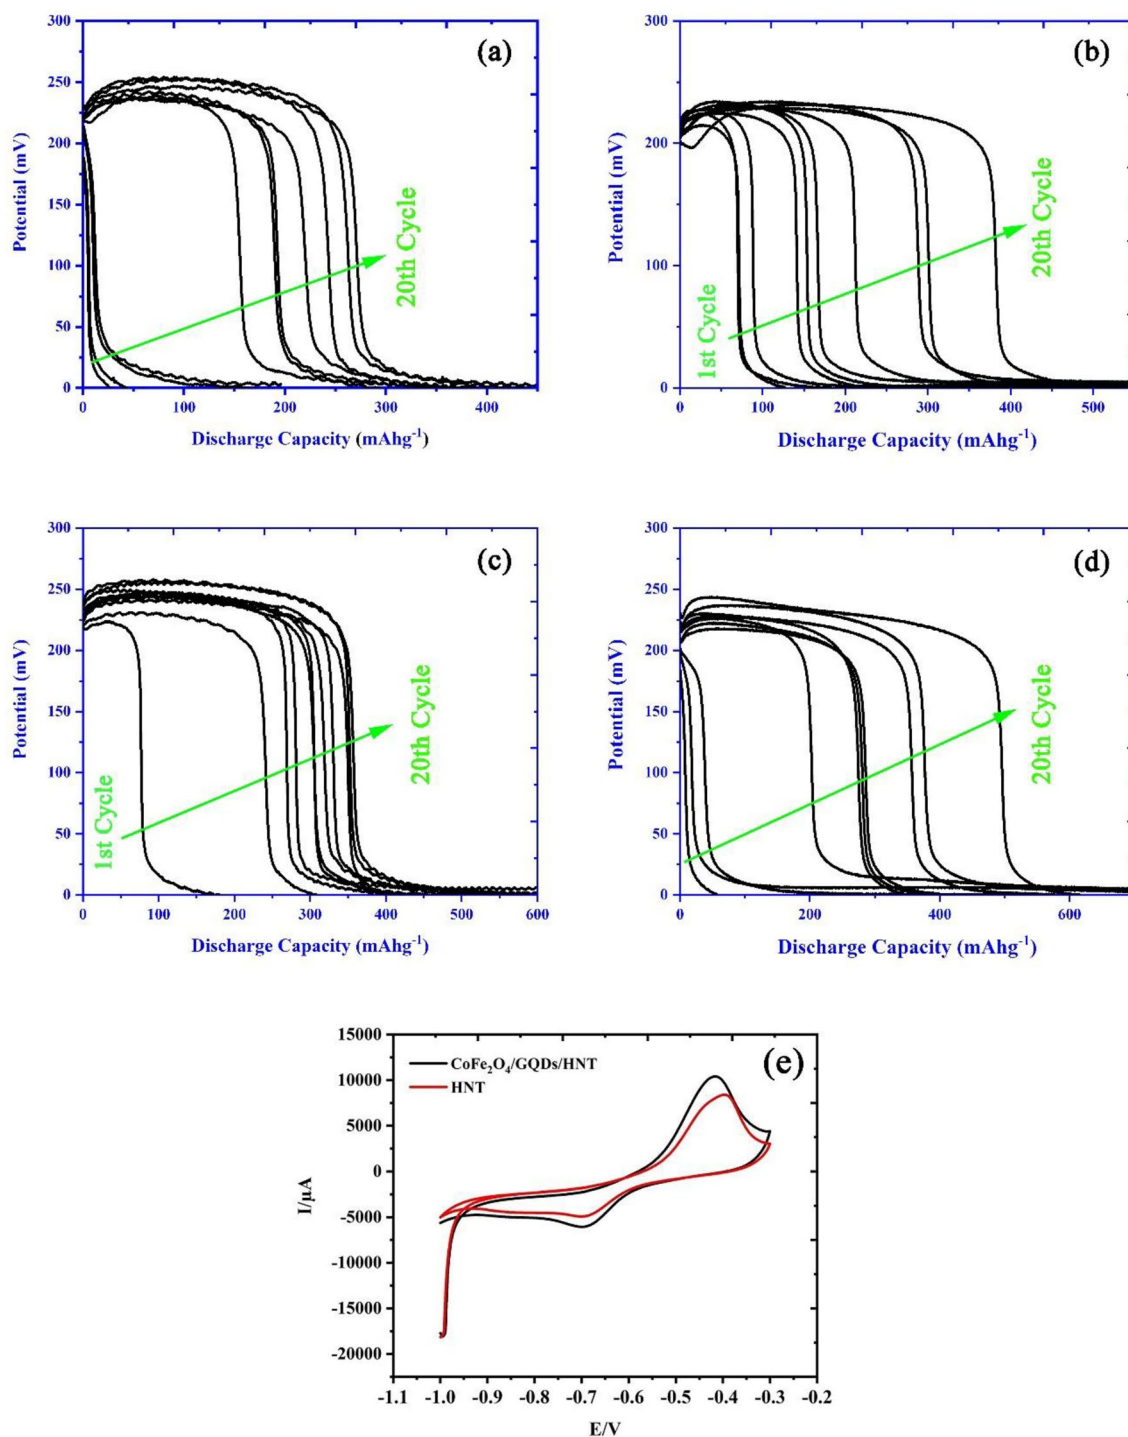 (a)
300
250
200
150
100
50
0
Potential (mV)
20th Cycle
0 100 200 300 400
Discharge Capacity (mAhg⁻¹)
(b)
300
250
200
150
100
50
0
Potential (mV)
1st Cycle
20th Cycle
0 100 200 300 400 500
Discharge Capacity (mAhg⁻¹)
(c)
300
250
200
150
100
50
0
Potential (mV)
1st Cycle
20th Cycle
0 100 200 300 400 500 600
Discharge Capacity (mAhg⁻¹)
(d)
300
250
200
150
100
50
0
Potential (mV)
20th Cycle
0 200 400 600
Discharge Capacity (mAhg⁻¹)
(e)
CoFe₂O₄/GQDs/HNT
HNT
15000
10000
5000
0
-5000
-10000
-15000
-20000
I/µA
-1.1 -1.0 -0.9 -0.8 -0.7 -0.6 -0.5 -0.4 -0.3 -0.2
E/V